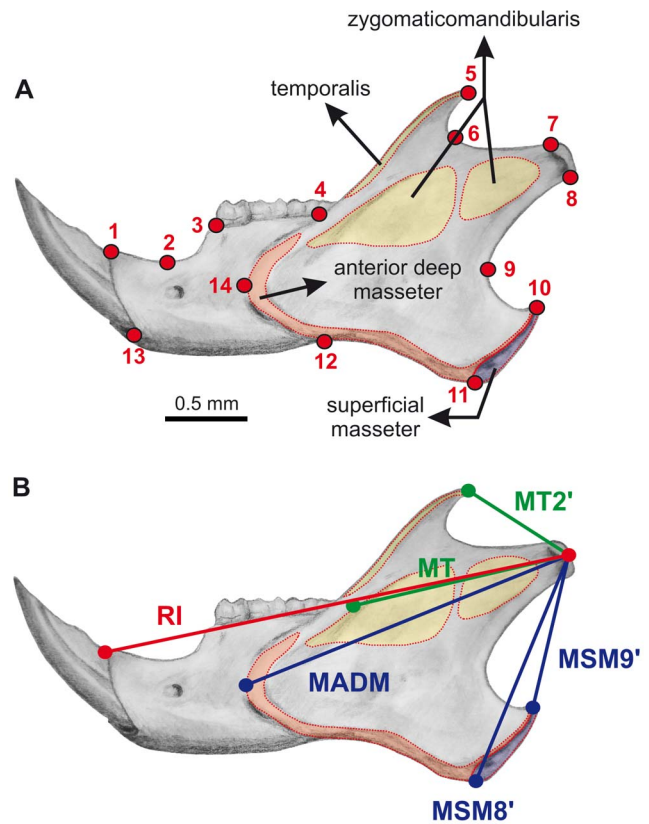 zygomaticomandibularis
A
5
temporalis
6
7
8
4
3
1
2
9
14
anterior deep
masseter
10
13
12
11
0.5 mm
superficial
masseter
B
MT2'
MT
RI
MADM
MSM9'
MSM8'